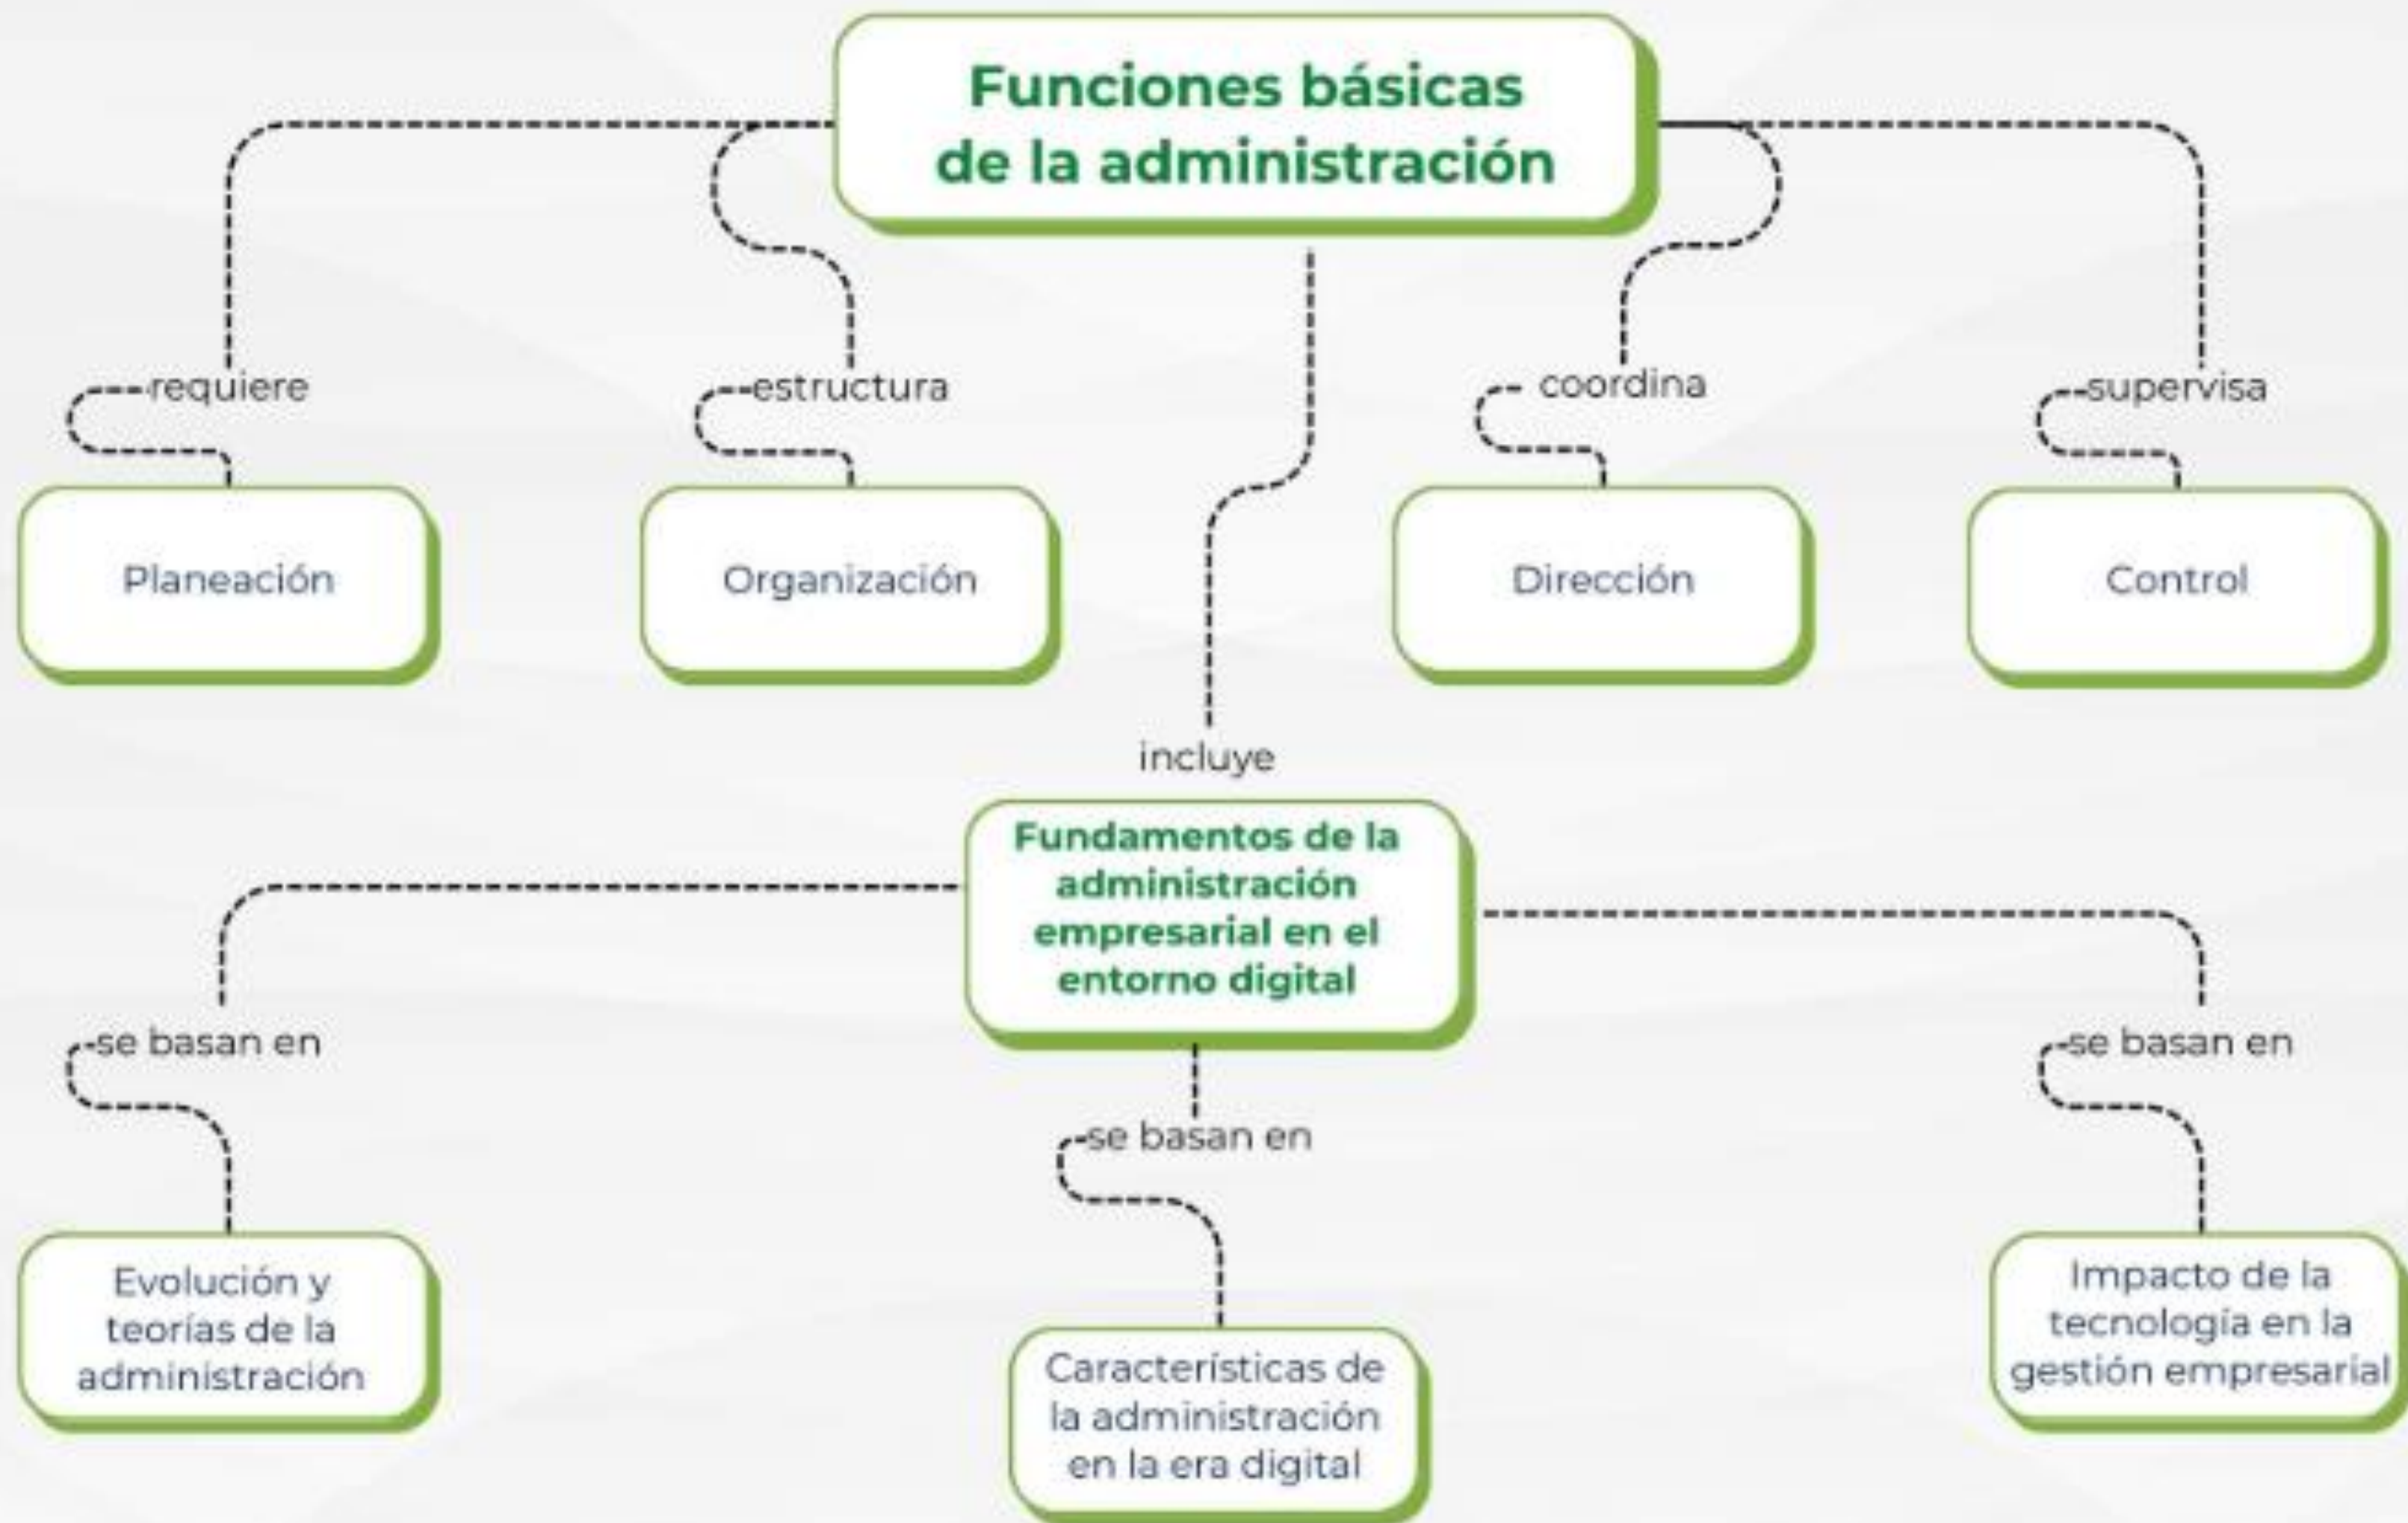 Funciones básicas
de la administración
requiere
estructura
coordina
supervisa
Planeación
Organización
Dirección
Control
incluye
Fundamentos de la
administración
empresarial en el
entorno digital
se basan en
se basan en
se basan en
Evolución y
teorías de la
administración
Características de
la administración
en la era digital
Impacto de la
tecnología en la
gestión empresarial